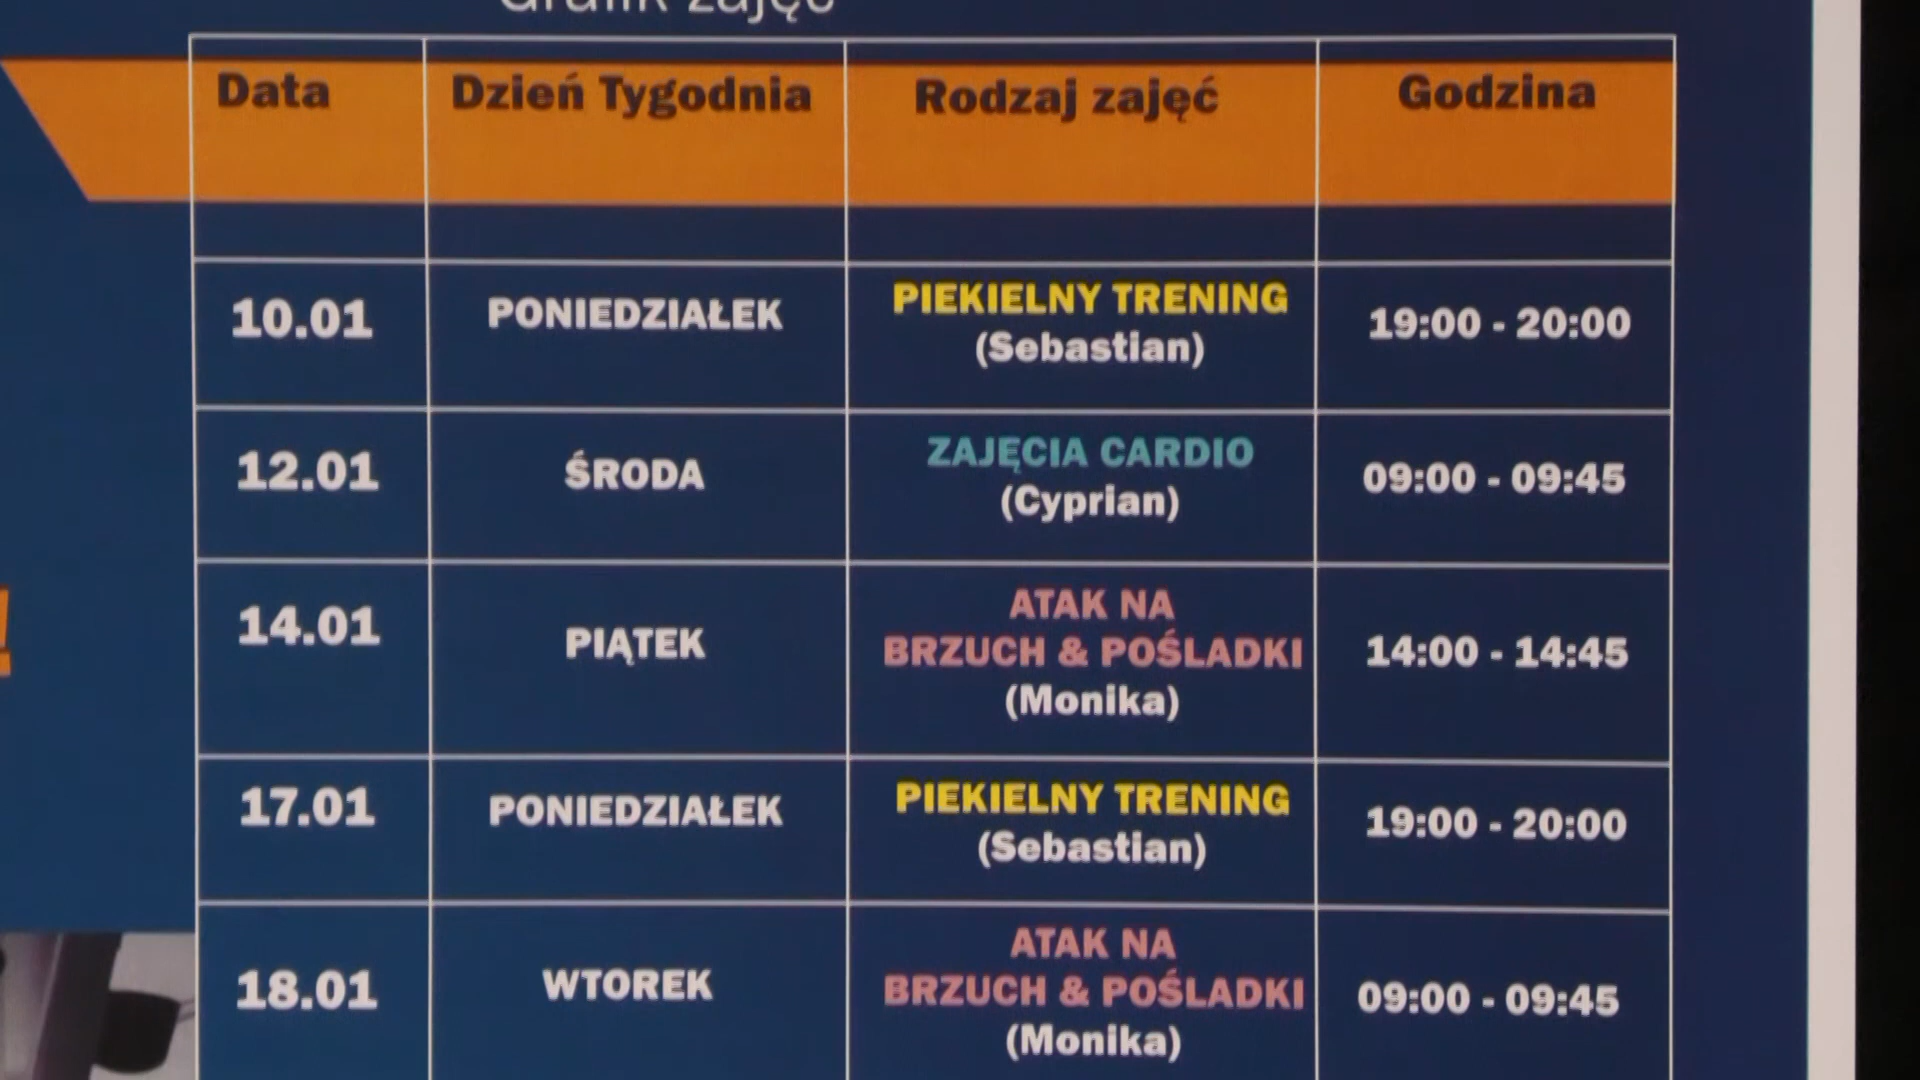 Grafik zajęć
Data Dzień Tygodnia Rodzaj zajęć Godzina
10.01 PONIEDZIAŁEK PIEKIELNY TRENING (Sebastian) 19:00 - 20:00
12.01 ŚRODA ZAJĘCIA CARDIO (Cyprian) 09:00 - 09:45
14.01 PIĄTEK ATAK NA BRZUCH & POŚLADKI (Monika) 14:00 - 14:45
17.01 PONIEDZIAŁEK PIEKIELNY TRENING (Sebastian) 19:00 - 20:00
18.01 WTOREK ATAK NA BRZUCH & POŚLADKI (Monika) 09:00 - 09:45